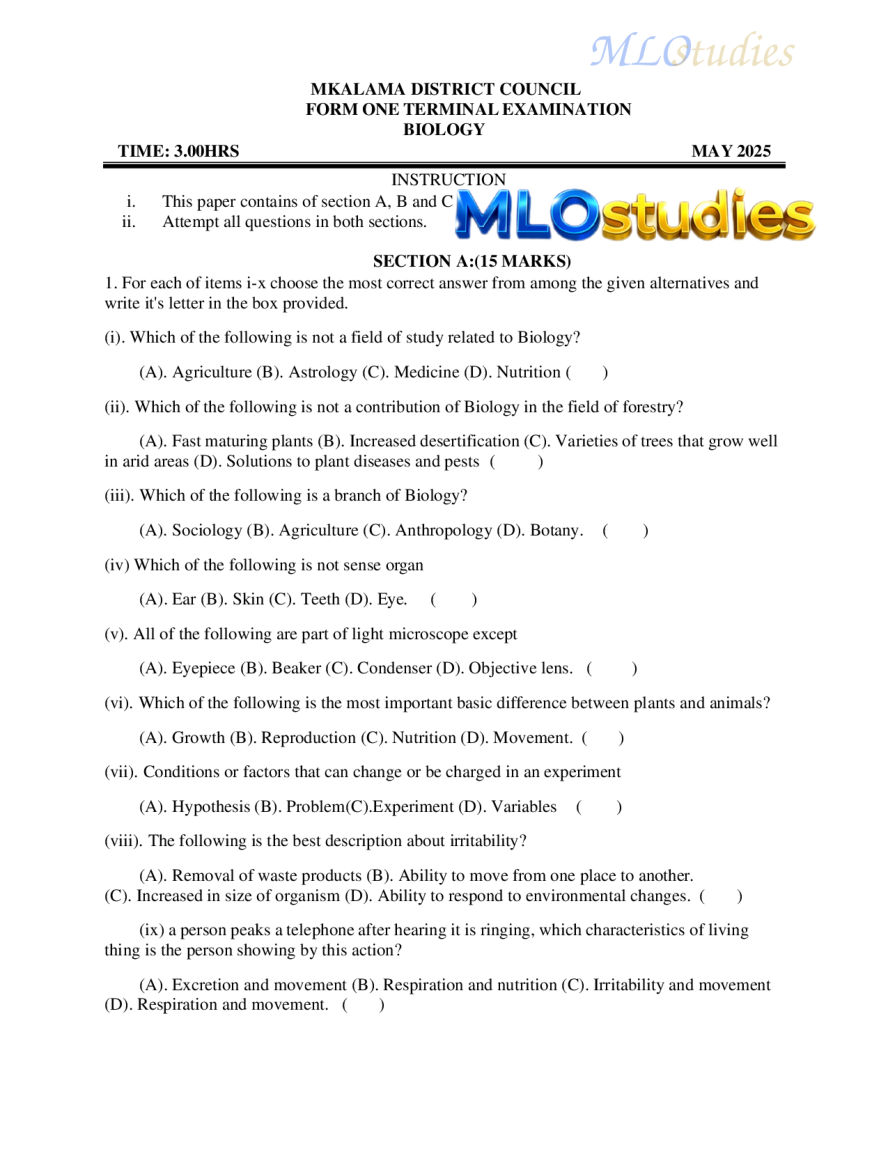 MLOstudies
MKALAMA DISTRICT COUNCIL
FORM ONE TERMINAL EXAMINATION
BIOLOGY
TIME: 3.00HRS MAY 2025
INSTRUCTION
i. This paper contains of section A, B and C
ii. Attempt all questions in both sections.
MLOstudies
SECTION A:(15 MARKS)
1. For each of items i-x choose the most correct answer from among the given alternatives and
write it's letter in the box provided.
(i). Which of the following is not a field of study related to Biology?
(A). Agriculture (B). Astrology (C). Medicine (D). Nutrition ( )
(ii). Which of the following is not a contribution of Biology in the field of forestry?
(A). Fast maturing plants (B). Increased desertification (C). Varieties of trees that grow well
in arid areas (D). Solutions to plant diseases and pests ( )
(iii). Which of the following is a branch of Biology?
(A). Sociology (B). Agriculture (C). Anthropology (D). Botany. ( )
(iv) Which of the following is not sense organ
(A). Ear (B). Skin (C). Teeth (D). Eye. ( )
(v). All of the following are part of light microscope except
(A). Eyepiece (B). Beaker (C). Condenser (D). Objective lens. ( )
(vi). Which of the following is the most important basic difference between plants and animals?
(A). Growth (B). Reproduction (C). Nutrition (D). Movement. ( )
(vii). Conditions or factors that can change or be charged in an experiment
(A). Hypothesis (B). Problem(C).Experiment (D). Variables ( )
(viii). The following is the best description about irritability?
(A). Removal of waste products (B). Ability to move from one place to another.
(C). Increased in size of organism (D). Ability to respond to environmental changes. ( )
(ix) a person peaks a telephone after hearing it is ringing, which characteristics of living
thing is the person showing by this action?
(A). Excretion and movement (B). Respiration and nutrition (C). Irritability and movement
(D). Respiration and movement. ( )